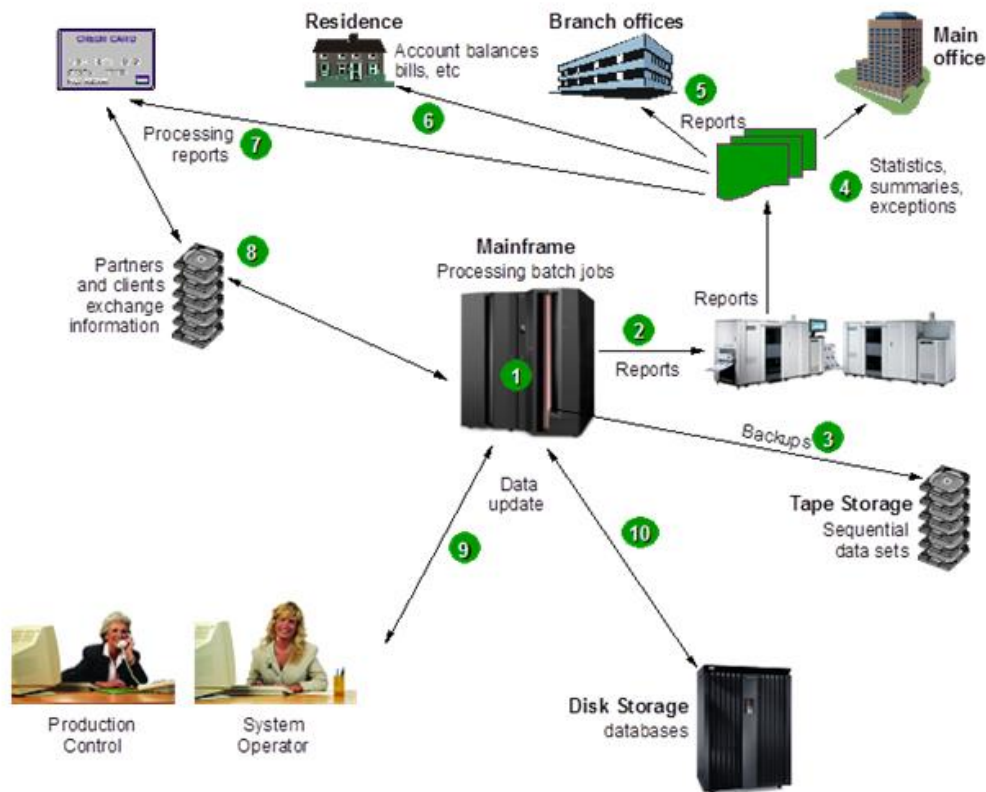 CREDIT CARD
Residence
Account balances
bills, etc
6
Branch offices
5
Reports
Main
office
Processing
reports
7
4
Statistics,
summaries,
exceptions
8
Partners
and clients
exchange
information
Mainframe
Processing batch jobs
1
2
Reports
Reports
Backups
3
Tape Storage
Sequential
data sets
Data
update
9
10
Production
Control
System
Operator
Disk Storage
databases